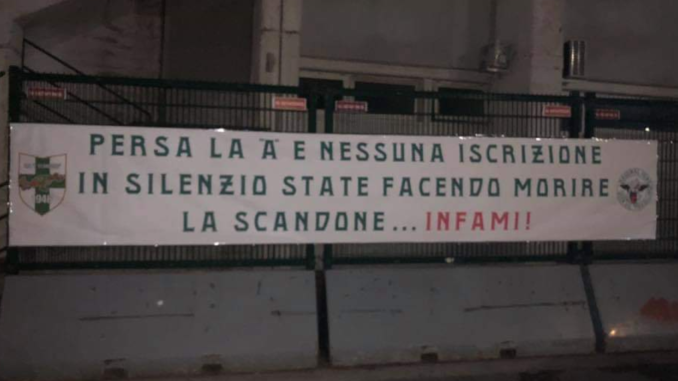 PERSA LA "A" E NESSUNA ISCRIZIONE
IN SILENZIO STATE FACENDO MORIRE
LA SCANDONE... INFAMI!